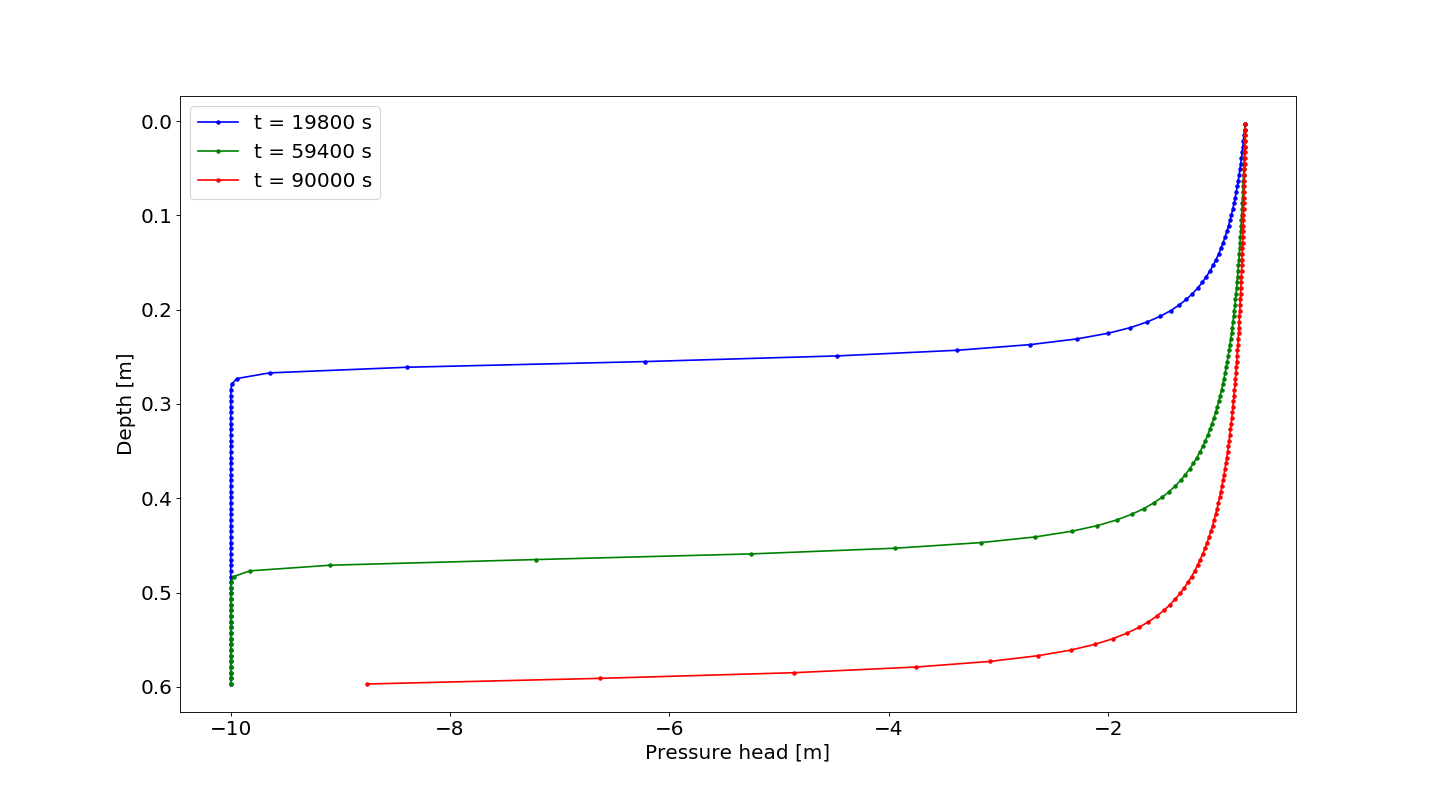 t = 19800 s
t = 59400 s
t = 90000 s
Depth [m]
0.0
0.1
0.2
0.3
0.4
0.5
0.6
−10
−8
−6
−4
−2
Pressure head [m]